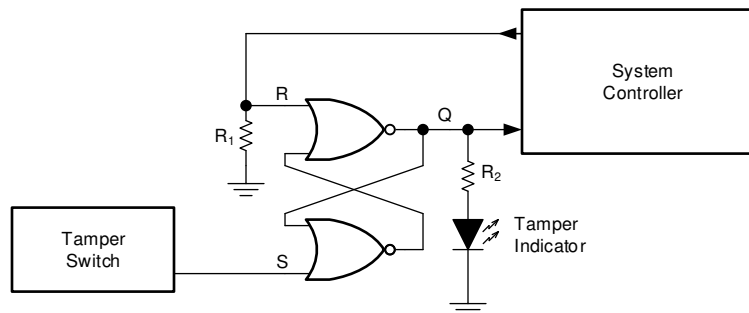 System
Controller
R
Q
R1
R2
Tamper
Indicator
Tamper
Switch
S